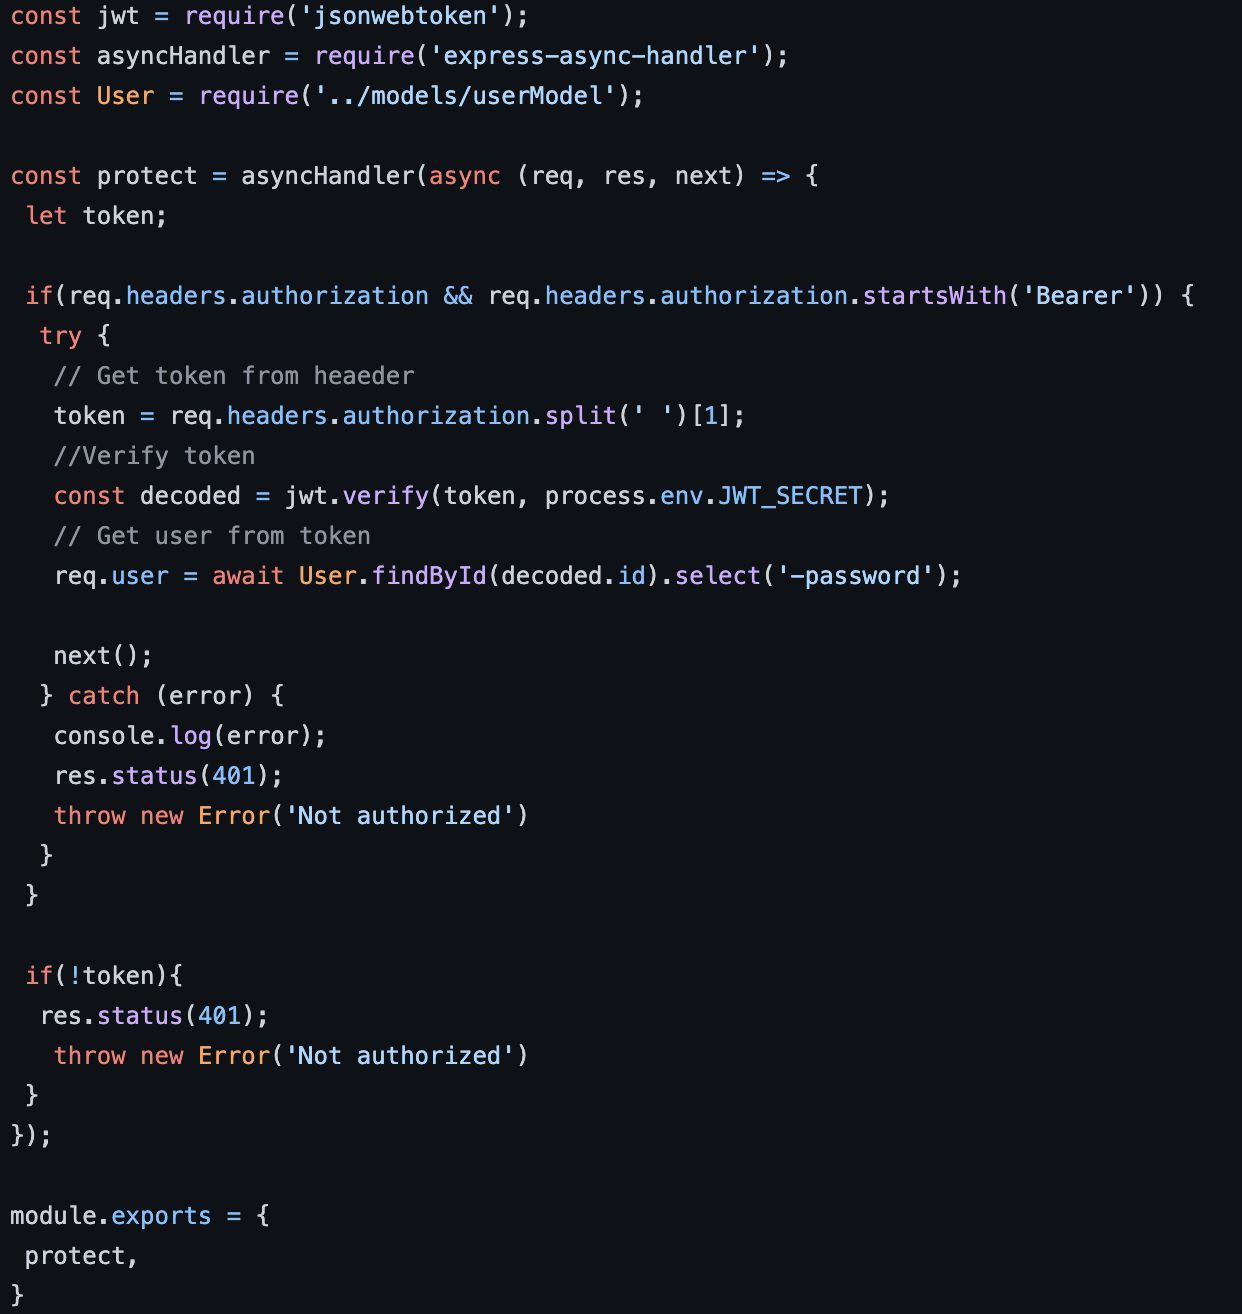 const jwt = require('jsonwebtoken');
const asyncHandler = require('express-async-handler');
const User = require('../models/userModel');

const protect = asyncHandler(async (req, res, next) => {
 let token;

 if(req.headers.authorization && req.headers.authorization.startsWith('Bearer')) {
  try {
   // Get token from heaeder
   token = req.headers.authorization.split(' ')[1];
   //Verify token
   const decoded = jwt.verify(token, process.env.JWT_SECRET);
   // Get user from token
   req.user = await User.findById(decoded.id).select('-password');

   next();
  } catch (error) {
   console.log(error);
   res.status(401);
   throw new Error('Not authorized')
  }
 }

 if(!token){
  res.status(401);
   throw new Error('Not authorized')
 }
});

module.exports = {
 protect,
}